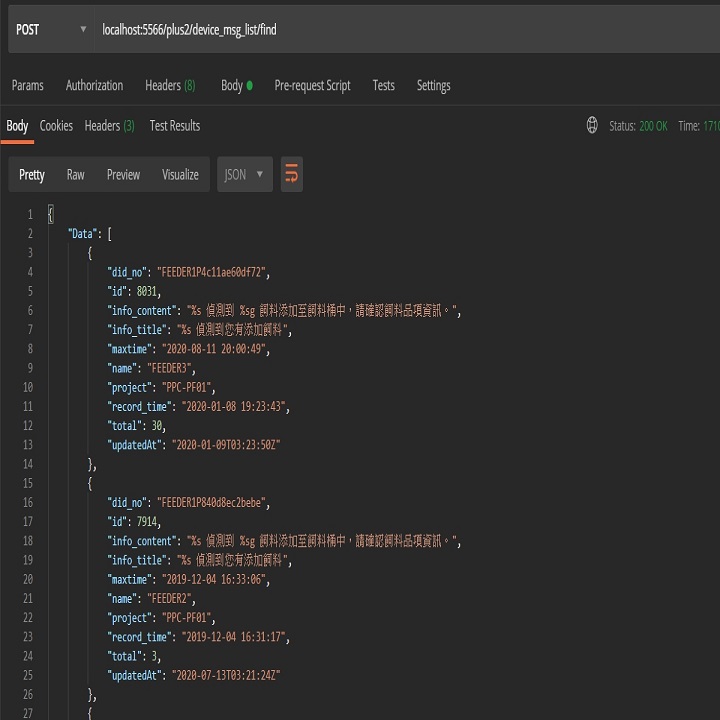 POST localhost:5566/plus2/device_msg_list/find
Params Authorization Headers (8) Body Pre-request Script Tests Settings
Body Cookies Headers (3) Test Results Status: 200 OK Time: 1710
Pretty Raw Preview Visualize JSON
1 {
2 "Data": [
3 {
4 "did_no": "FEEDER1P4c11ae60df72",
5 "id": 8031,
6 "info_content": "%s 偵測到 %sg 飼料添加至飼料桶中，請確認飼料品項資訊。",
7 "info_title": "%s 偵測到您有添加飼料",
8 "maxtime": "2020-08-11 20:00:49",
9 "name": "FEEDER3",
10 "project": "PPC-PF01",
11 "record_time": "2020-01-08 19:23:43",
12 "total": 30,
13 "updatedAt": "2020-01-09T03:23:50Z"
14 },
15 {
16 "did_no": "FEEDER1P840d8ec2bebe",
17 "id": 7914,
18 "info_content": "%s 偵測到 %sg 飼料添加至飼料桶中，請確認飼料品項資訊。",
19 "info_title": "%s 偵測到您有添加飼料",
20 "maxtime": "2019-12-04 16:33:06",
21 "name": "FEEDER2",
22 "project": "PPC-PF01",
23 "record_time": "2019-12-04 16:31:17",
24 "total": 3,
25 "updatedAt": "2020-07-13T03:21:24Z"
26 },
27 {